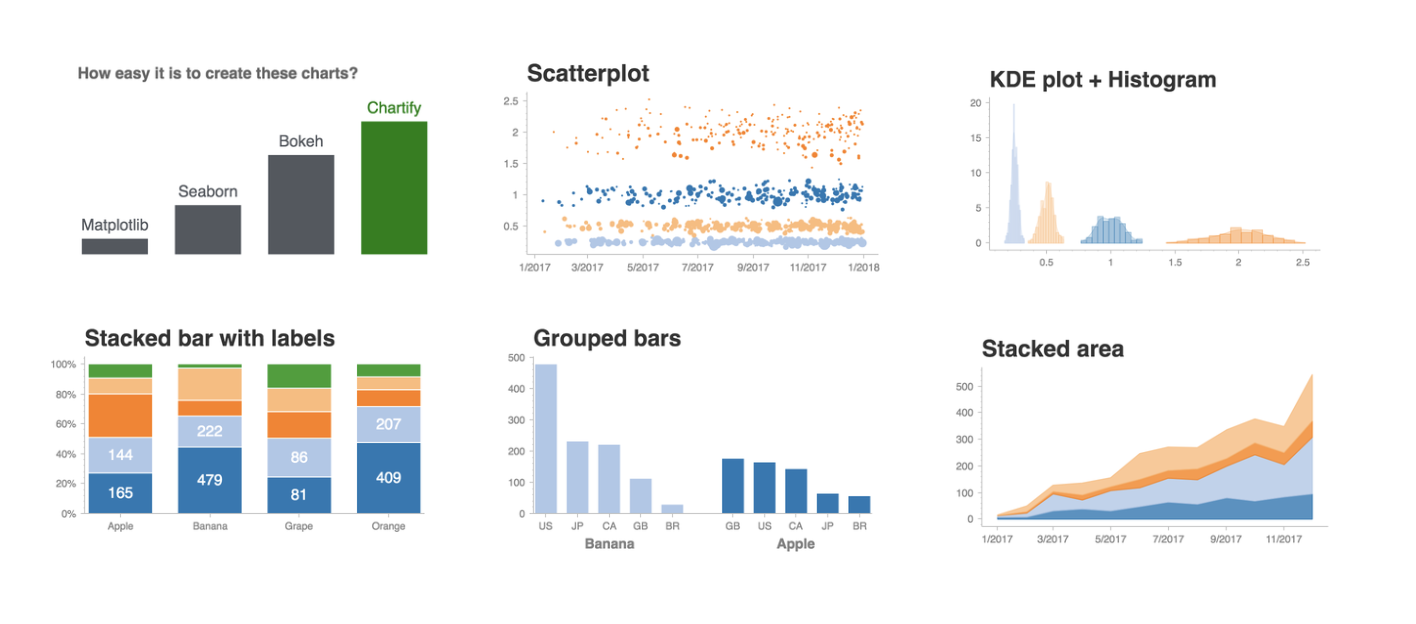 How easy it is to create these charts?
Chartify
Bokeh
Seaborn
Matplotlib
Scatterplot
2.5
2
1.5
1
0.5
1/2017 3/2017 5/2017 7/2017 9/2017 11/2017 1/2018
KDE plot + Histogram
20
15
10
5
0
0.5 1 1.5 2 2.5
Stacked bar with labels
100%
80%
60%
40%
20%
0%
222 207
144 86
479 409
165 81
Apple Banana Grape Orange
Grouped bars
500
400
300
200
100
0
US JP CA GB BR GB US CA JP BR
Banana Apple
Stacked area
500
400
300
200
100
0
1/2017 3/2017 5/2017 7/2017 9/2017 11/2017